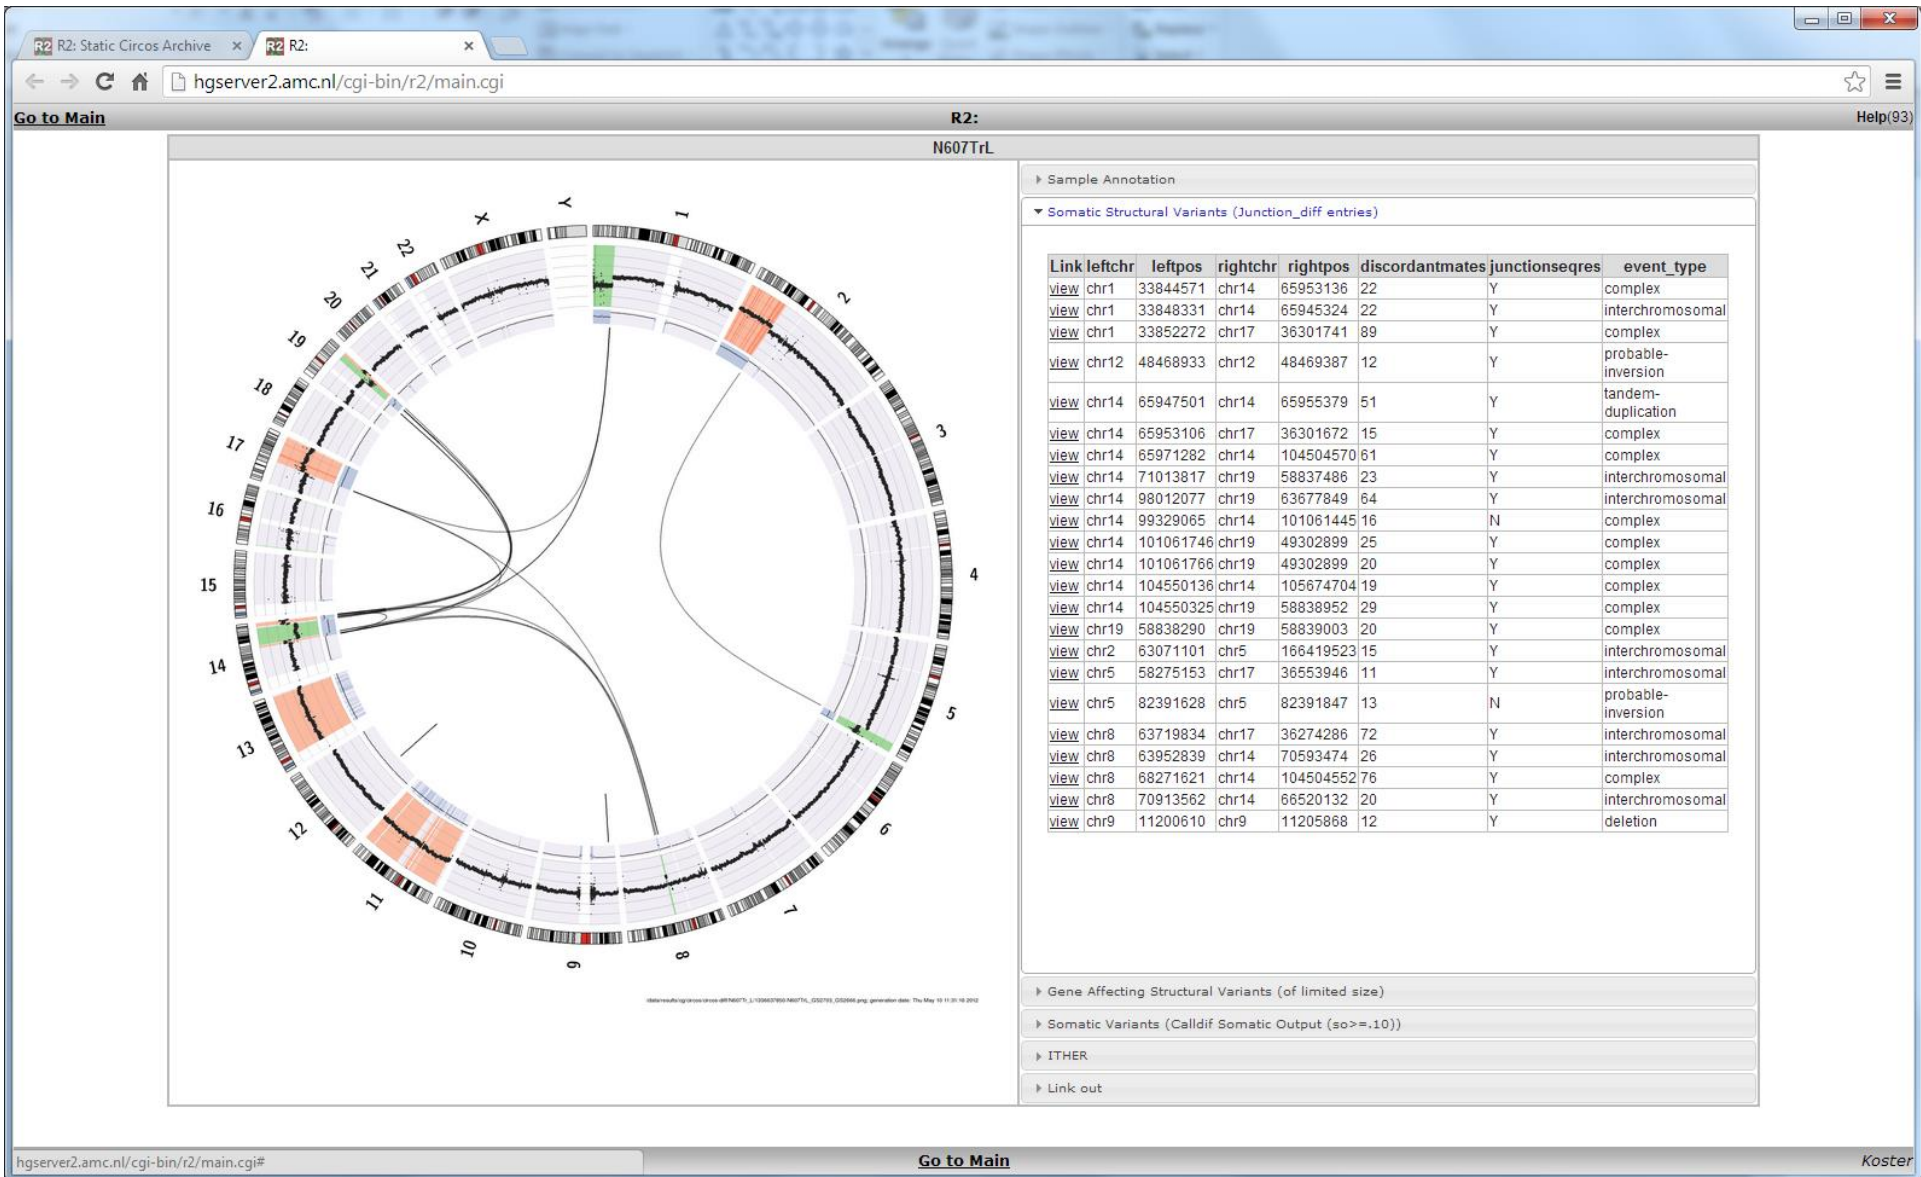 R2 R2: Static Circos Archive
R2 R2:
hgserver2.amc.nl/cgi-bin/r2/main.cgi
Go to Main
R2:
Help(93)
N607TrL
1
2
3
4
5
6
7
8
9
10
11
12
13
14
15
16
17
18
19
20
21
22
X
Y
Sample Annotation
Somatic Structural Variants (Junction_diff entries)
Link leftchr leftpos rightchr rightpos discordantmates junctionseqres event_type
view chr1 33844571 chr14 65953136 22 Y complex
view chr1 33848331 chr14 65945324 22 Y interchromosomal
view chr1 33852272 chr17 36301741 89 Y complex
view chr12 48468933 chr12 48469387 12 Y probable-
inversion
view chr14 65947501 chr14 65955379 51 Y tandem-
duplication
view chr14 65953106 chr17 36301672 15 Y complex
view chr14 65971282 chr14 104504570 61 Y complex
view chr14 71013817 chr19 58837486 23 Y interchromosomal
view chr14 98012077 chr19 63677849 64 Y interchromosomal
view chr14 99329065 chr14 101061445 16 N complex
view chr14 101061746 chr19 49302899 25 Y complex
view chr14 101061766 chr19 49302899 20 Y complex
view chr14 104550136 chr14 105674704 19 Y complex
view chr14 104550325 chr19 58838952 29 Y complex
view chr19 58838290 chr19 58839003 20 Y complex
view chr2 63071101 chr5 166419523 15 Y interchromosomal
view chr5 58275153 chr17 36553946 11 Y interchromosomal
view chr5 82391628 chr5 82391847 13 N probable-
inversion
view chr8 63719834 chr17 36274286 72 Y interchromosomal
view chr8 63952839 chr14 70593474 26 Y interchromosomal
view chr8 68271621 chr14 104504552 76 Y complex
view chr8 70913562 chr14 66520132 20 Y interchromosomal
view chr9 11200610 chr9 11205868 12 Y deletion
Gene Affecting Structural Variants (of limited size)
Somatic Variants (Calldif Somatic Output (so>=.10))
ITHER
Link out
hgserver2.amc.nl/cgi-bin/r2/main.cgi#
Go to Main
Koster